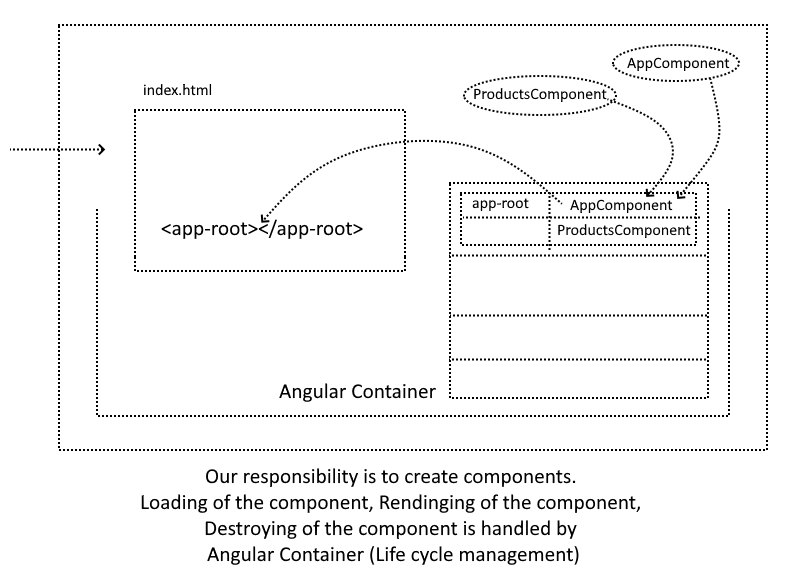 AppComponent
index.html
ProductsComponent
app-root
AppComponent
<app-root></app-root>
ProductsComponent
Angular Container
Our responsibility is to create components.
Loading of the component, Rendinging of the component,
Destroying of the component is handled by
Angular Container (Life cycle management)